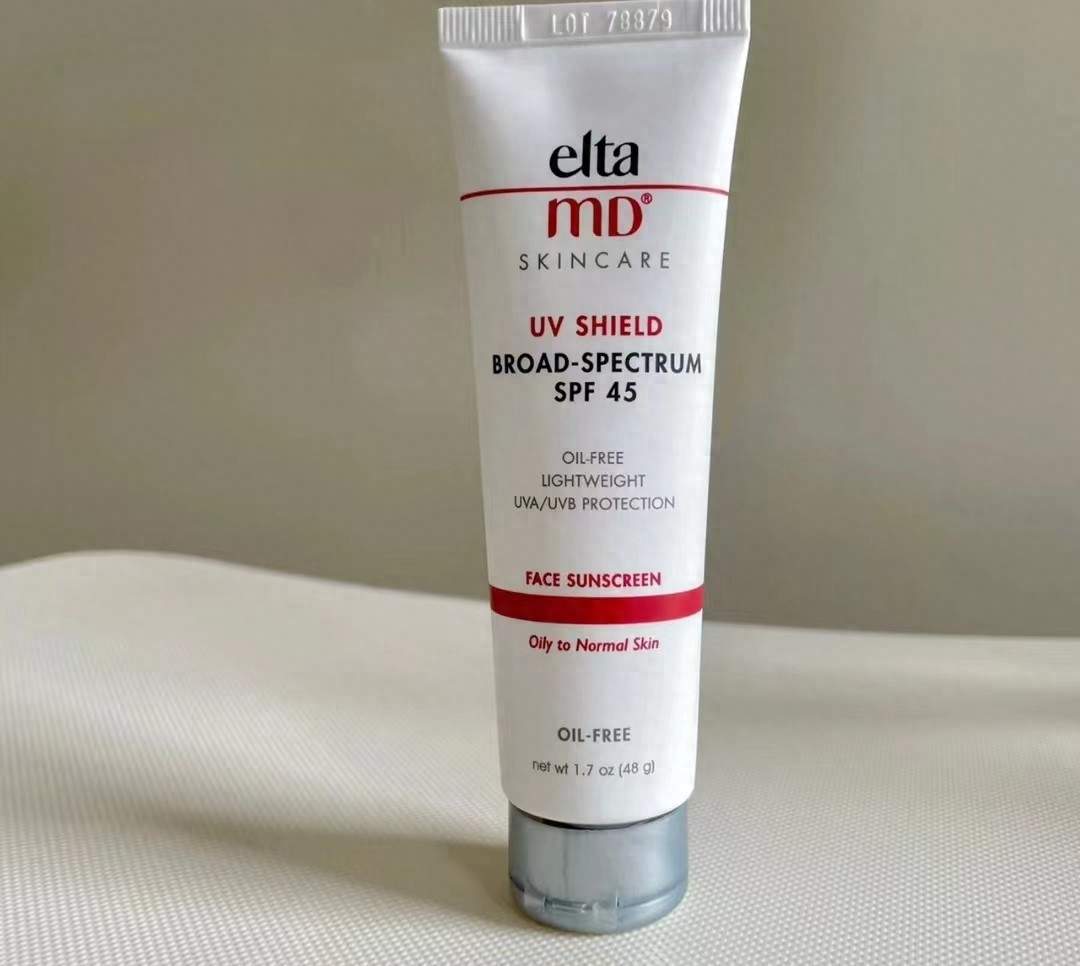 LOT 78879
elta
MD®
SKINCARE
UV SHIELD
BROAD-SPECTRUM
SPF 45
OIL-FREE
LIGHTWEIGHT
UVA/UVB PROTECTION
FACE SUNSCREEN
Oily to Normal Skin
OIL-FREE
net wt 1.7 oz (48 g)